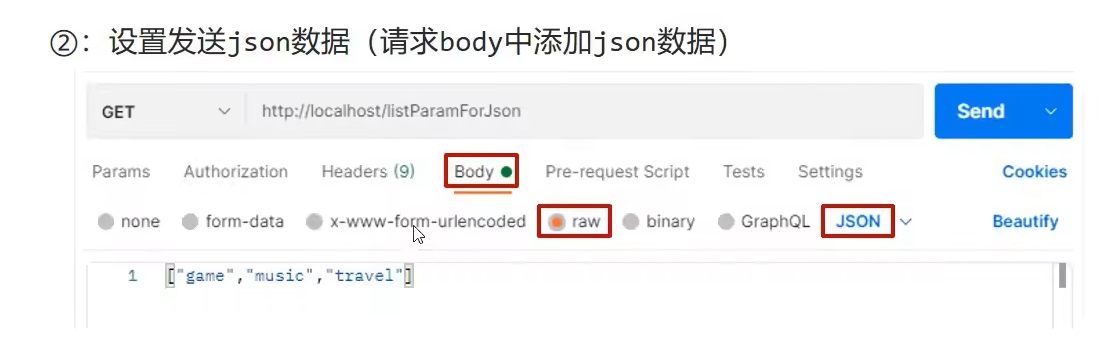 ②：设置发送json数据（请求body中添加json数据）
GET http://localhost/listParamForJson Send
Params Authorization Headers (9) Body Pre-request Script Tests Settings Cookies
none form-data x-www-form-urlencoded raw binary GraphQL JSON Beautify
1 ["game","music","travel"]